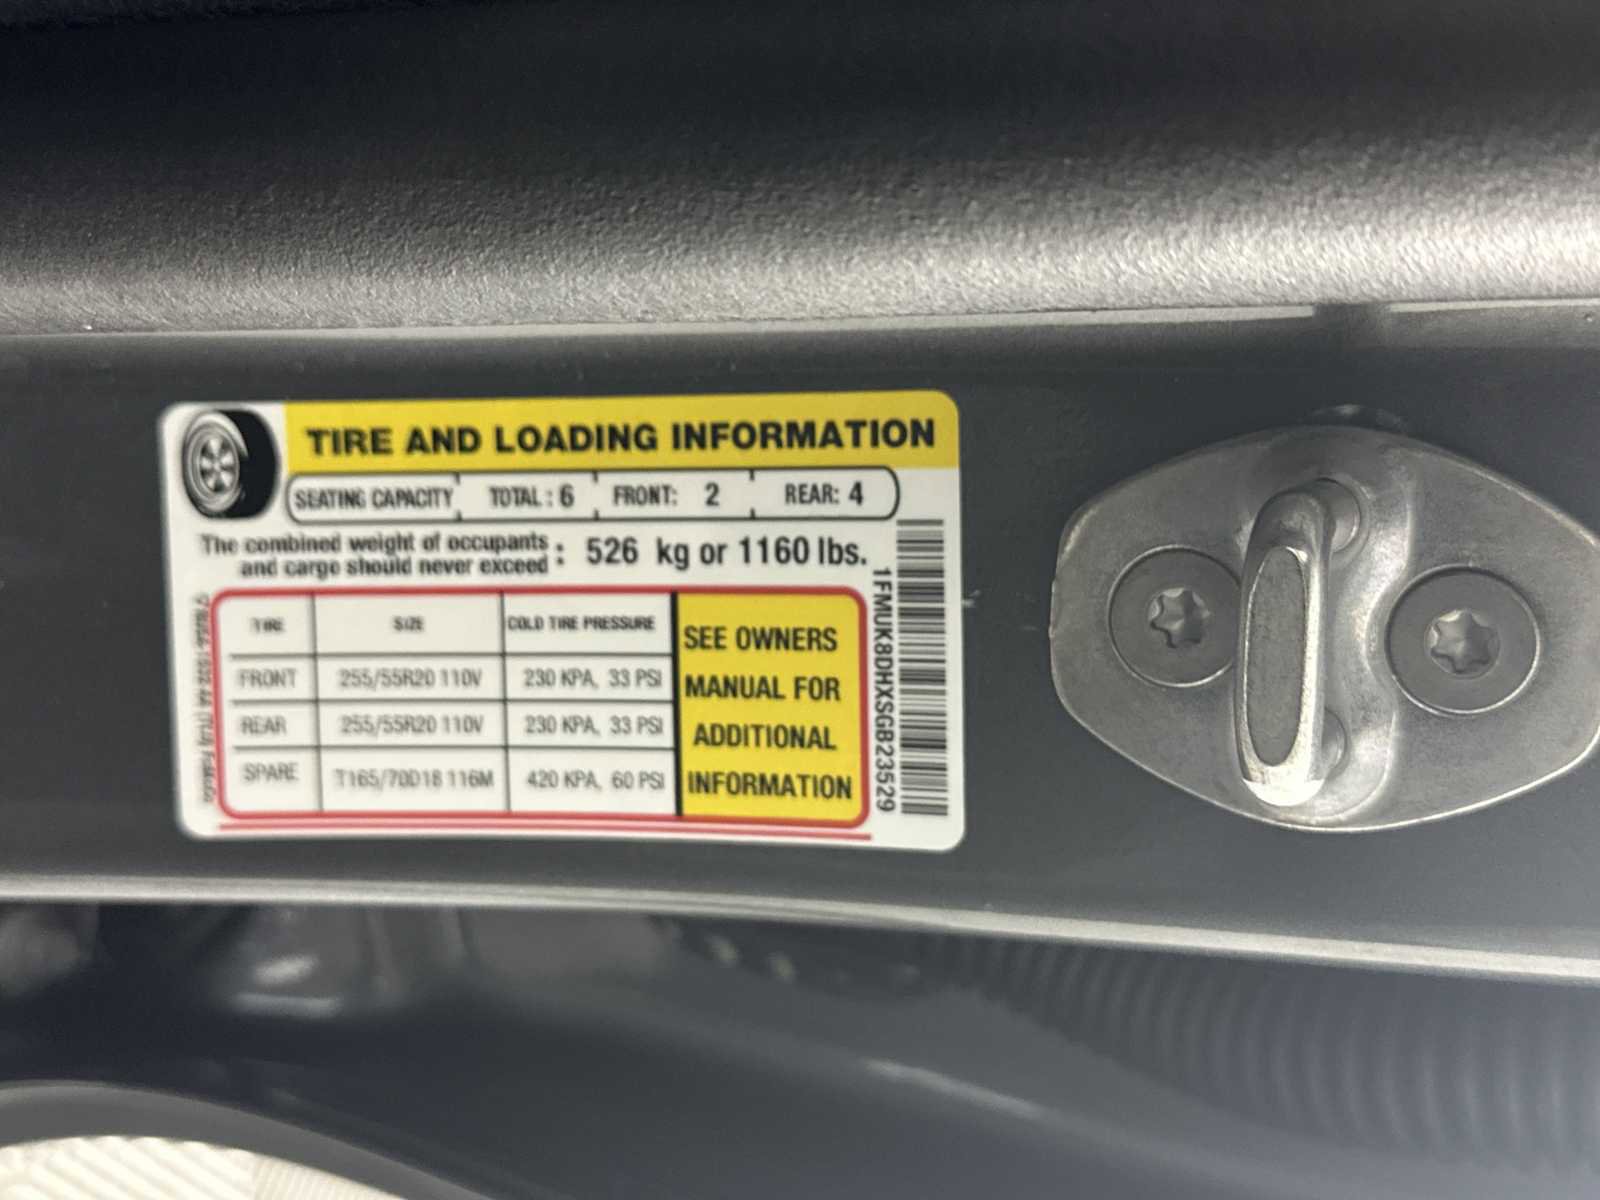 TIRE AND LOADING INFORMATION
SEATING CAPACITY TOTAL: 6 FRONT: 2 REAR: 4
The combined weight of occupants
and cargo should never exceed : 526 kg or 1160 lbs.
TIRE SIZE COLD TIRE PRESSURE
FRONT 255/55R20 110V 230 KPA, 33 PSI
REAR 255/55R20 110V 230 KPA, 33 PSI
SPARE T165/70D18 116M 420 KPA, 60 PSI
SEE OWNERS
MANUAL FOR
ADDITIONAL
INFORMATION
1FMUK8DHXSGB23529